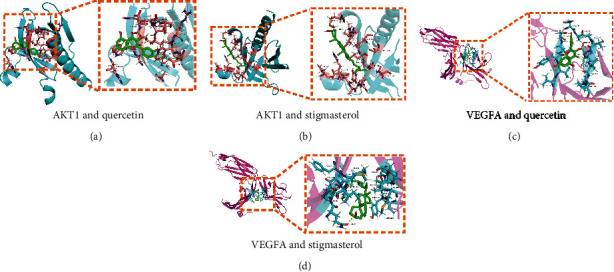 AKT1 and quercetin
(a)
AKT1 and stigmasterol
(b)
VEGFA and quercetin
(c)
VEGFA and stigmasterol
(d)